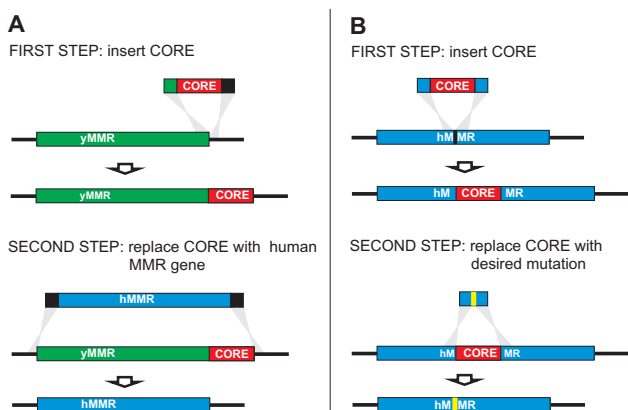 A
FIRST STEP: insert CORE
CORE
yMMR
yMMR CORE
SECOND STEP: replace CORE with human
MMR gene
hMMR
yMMR CORE
hMMR
B
FIRST STEP: insert CORE
CORE
hM MR
hM CORE MR
SECOND STEP: replace CORE with
desired mutation
hM CORE MR
hM MR